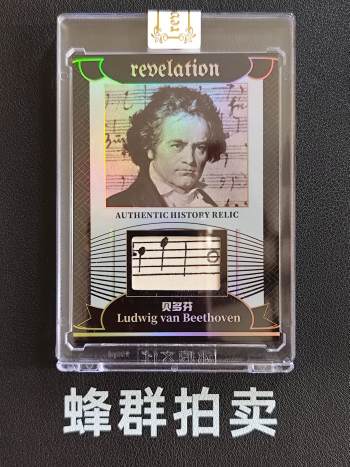 revelation
AUTHENTIC HISTORY RELIC
贝多芬
Ludwig van Beethoven
蜂群拍卖